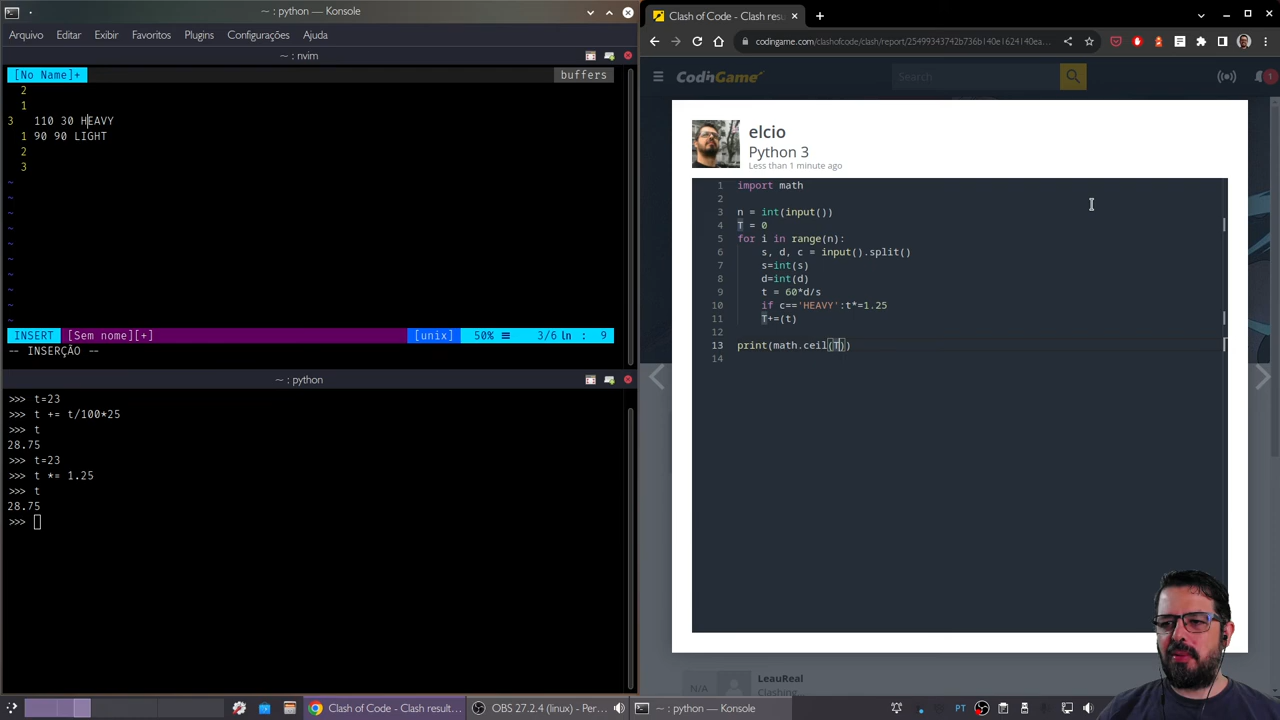 ~ : python — Konsole
Arquivo Editar Exibir Favoritos Plugins Configurações Ajuda
~ : nvim
[No Name]+ buffers
2
1
3 110 30 HEAVY
1 90 90 LIGHT
2
3
~
~
~
~
~
~
~
~
~
INSERT [Sem nome][+] [unix] 50% ≡ 3/6㏑ : 9
-- INSERÇÃO --
~ : python
>>> t=23
>>> t += t/100*25
>>> t
28.75
>>> t=23
>>> t *= 1.25
>>> t
28.75
>>>
Clash of Code - Clash resu
codingame.com/clashofcode/clash/report/25499343742b736b140e1624140ea...
CODINGAME
Search
1
elcio
Python 3
Less than 1 minute ago
1 import math
2
3 n = int(input())
4 T = 0
5 for i in range(n):
6 s, d, c = input().split()
7 s=int(s)
8 d=int(d)
9 t = 60*d/s
10 if c=='HEAVY':t*=1.25
11 T+=(t)
12
13 print(math.ceil(T))
14
N/A LeauReal
Clashing...
Clash of Code - Clash result... OBS 27.2.4 (linux) - Per... ~ : python — Konsole PT